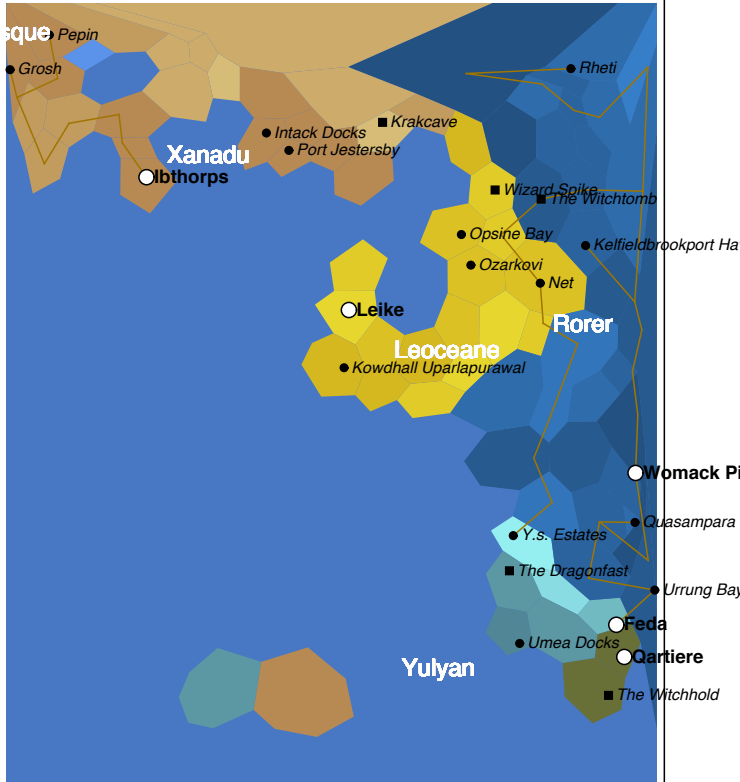 sque
Pepin
Grosh
Rheti
Krakcave
Intack Docks
Port Jestersby
Xanadu
Ibthorps
Wizard Spike
The Witchtomb
Opsine Bay
Kelfieldbrookport Ha
Ozarkovi
Net
Leike
Rorer
Leoceane
Kowdhall Uparlapurawal
Womack Pi
Quasampara
Y.s. Estates
The Dragonfast
Urrung Bay
Feda
Umea Docks
Qartiere
Yulyan
The Witchhold